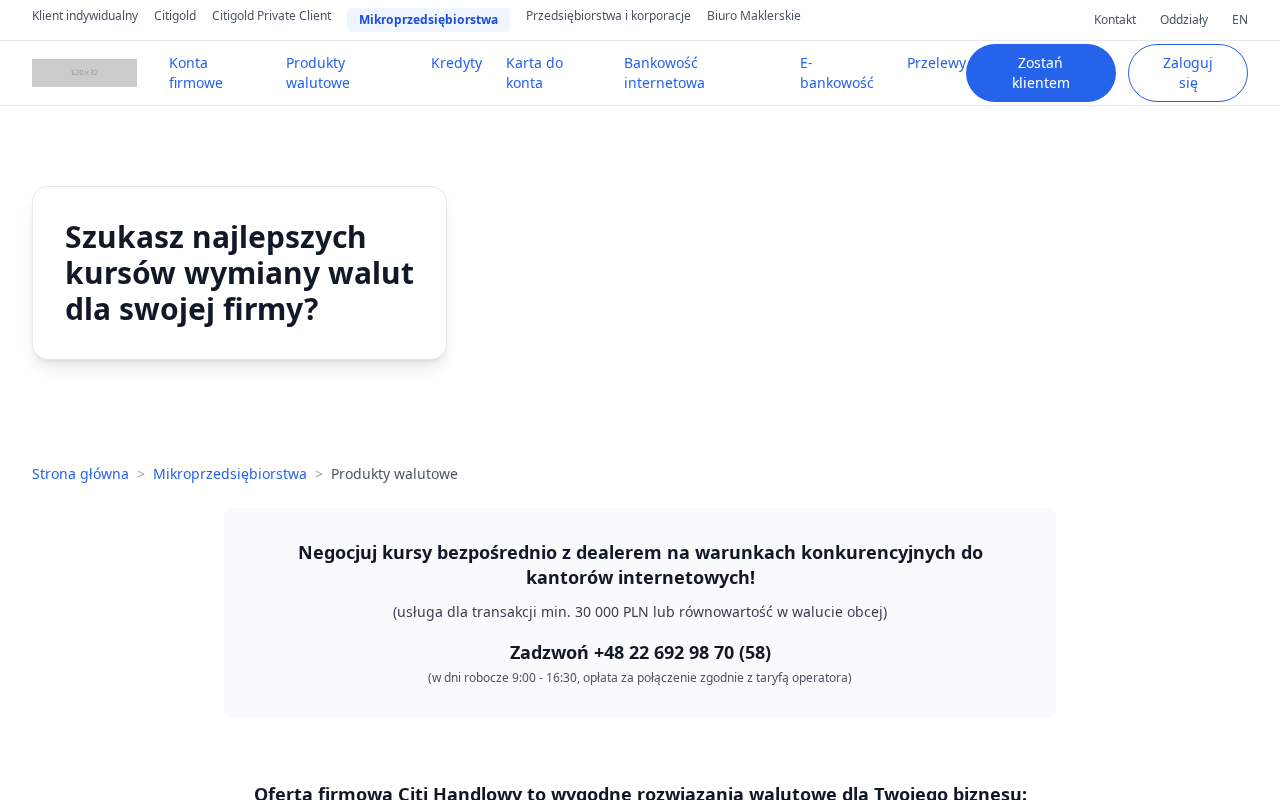 Klient indywidualny Citigold Citigold Private Client Mikroprzedsiębiorstwa Przedsiębiorstwa i korporacje Biuro Maklerskie Kontakt Oddziały EN
120×32
Konta firmowe
Produkty walutowe
Kredyty
Karta do konta
Bankowość internetowa
E-bankowość
Przelewy
Zostań klientem
Zaloguj się
Szukasz najlepszych
kursów wymiany walut
dla swojej firmy?
Strona główna > Mikroprzedsiębiorstwa > Produkty walutowe
Negocjuj kursy bezpośrednio z dealerem na warunkach konkurencyjnych do
kantorów internetowych!
(usługa dla transakcji min. 30 000 PLN lub równowartość w walucie obcej)
Zadzwoń +48 22 692 98 70 (58)
(w dni robocze 9:00 - 16:30, opłata za połączenie zgodnie z taryfą operatora)
Oferta firmowa Citi Handlowy to wygodne rozwiązania walutowe dla Twojego biznesu: